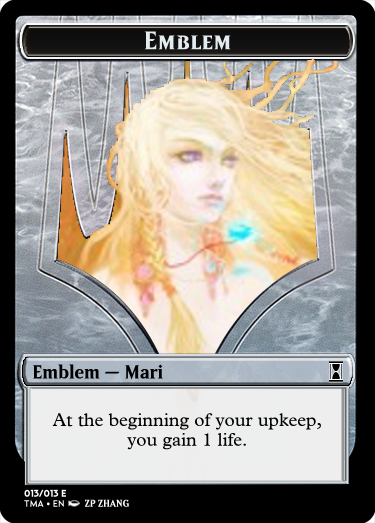 EMBLEM
Emblem — Mari
At the beginning of your upkeep,
you gain 1 life.
013/013 E
TMA • EN ZP ZHANG